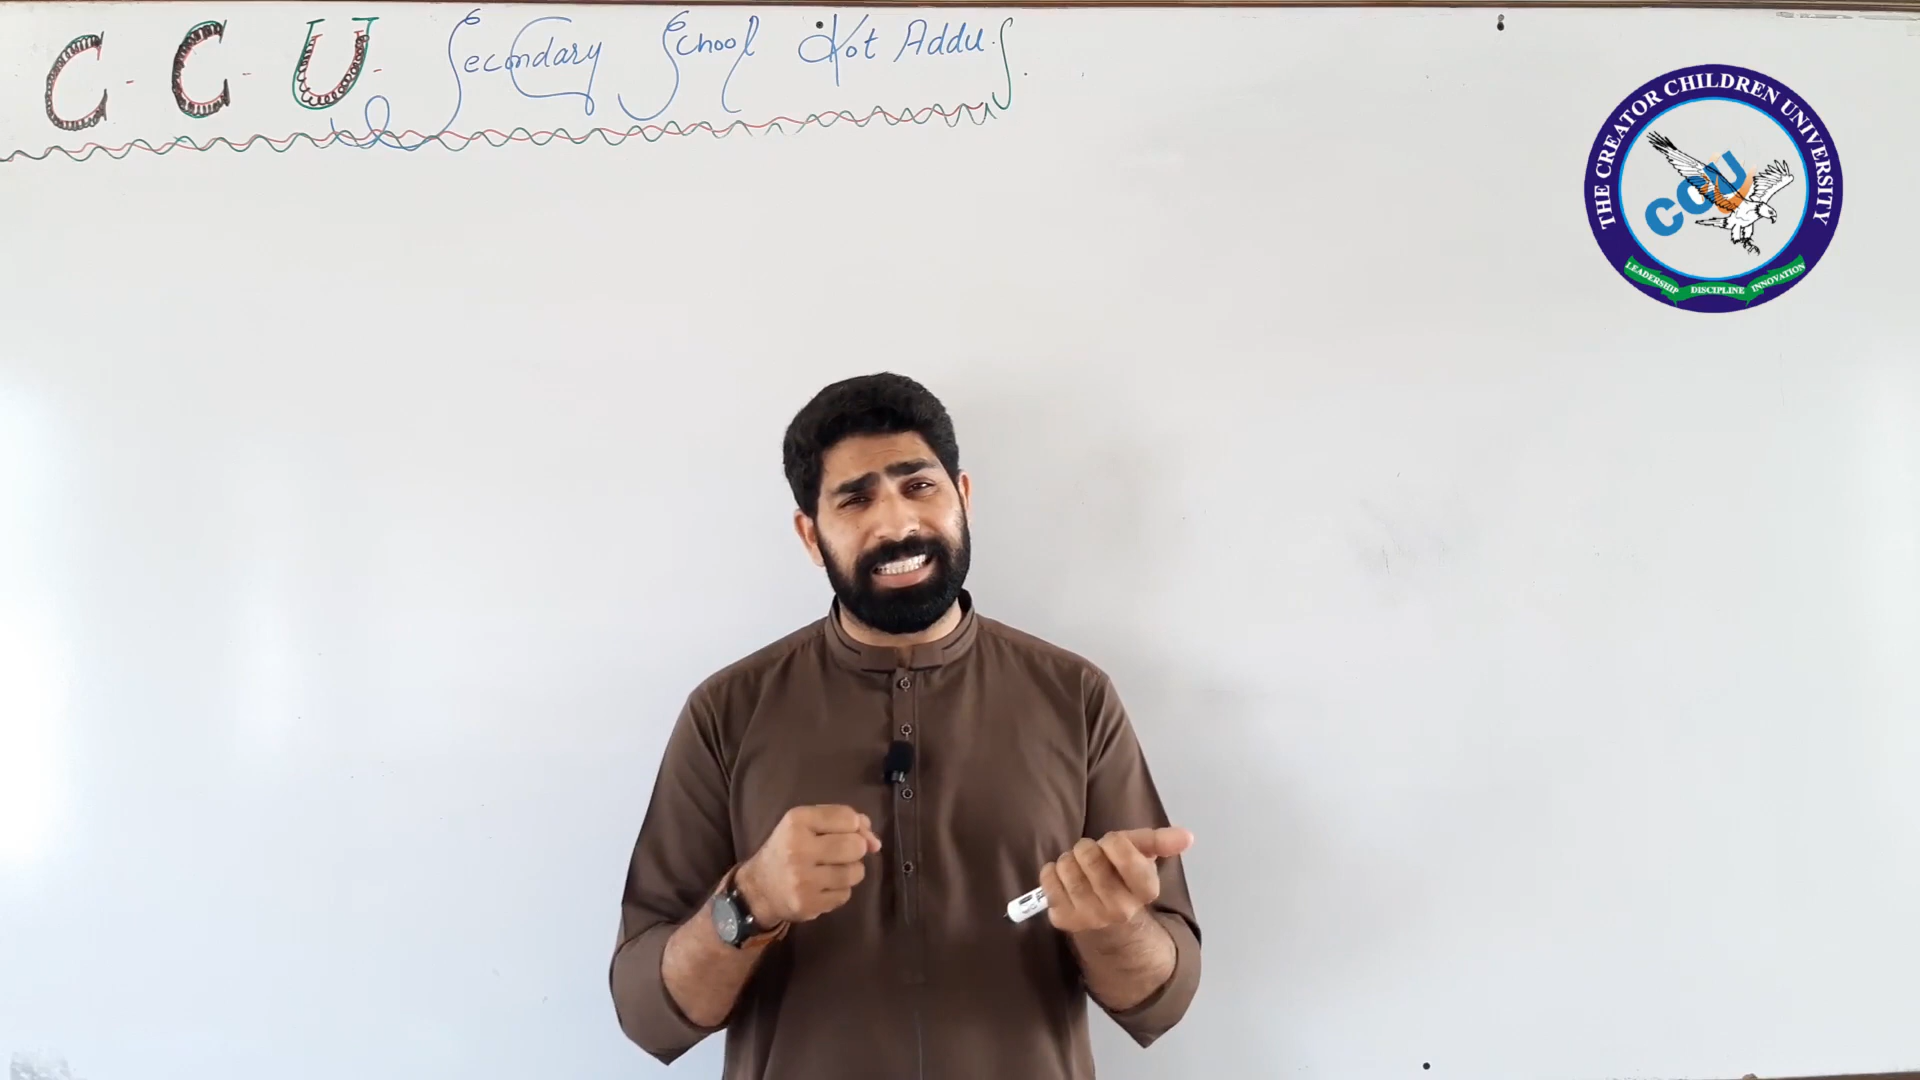 C-C-U. Secondary School Kot Addu.
THE CREATOR CHILDREN UNIVERSITY
CCU
LEADERSHIP DISCIPLINE INNOVATION